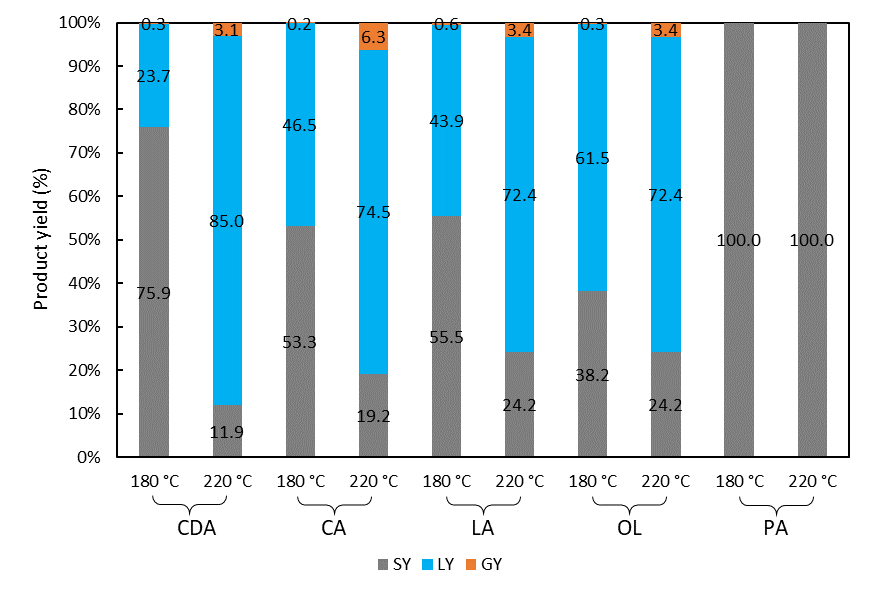 Product yield (%)
100%
90%
80%
70%
60%
50%
40%
30%
20%
10%
0%
0.3 3.1 0.2 6.3 0.6 3.4 0.3 3.4
23.7 85.0 46.5 74.5 43.9 72.4 61.5 72.4
75.9 11.9 53.3 19.2 55.5 24.2 38.2 24.2 100.0 100.0
180 °C 220 °C 180 °C 220 °C 180 °C 220 °C 180 °C 220 °C 180 °C 220 °C
CDA CA LA OL PA
SY LY GY